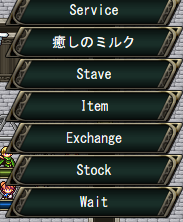 Service
癒しのミルク
Stave
Item
Exchange
Stock
Wait